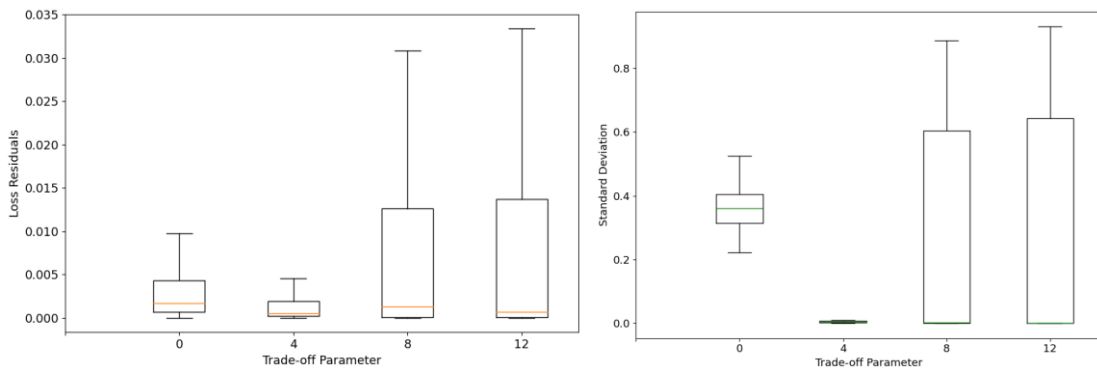 0.035
0.030
0.025
0.020
0.015
0.010
0.005
0.000
Loss Residuals
0 4 8 12
Trade-off Parameter
0.8
0.6
0.4
0.2
0.0
Standard Deviation
0 4 8 12
Trade-off Parameter